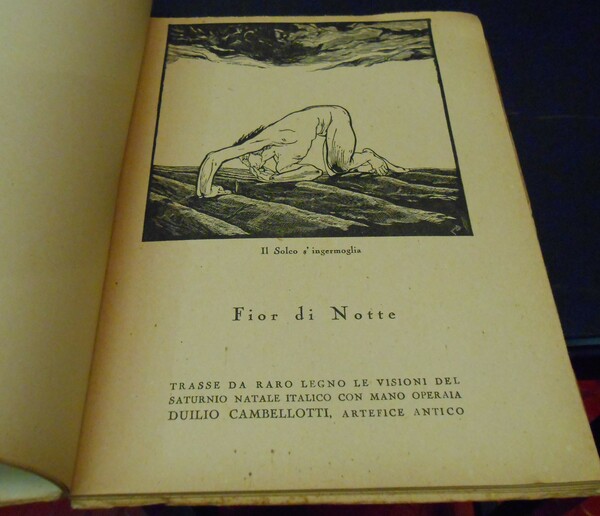 Il Solco s'ingermoglia
Fior di Notte
TRASSE DA RARO LEGNO LE VISIONI DEL
SATURNIO NATALE ITALICO CON MANO OPERAIA
DUILIO CAMBELLOTTI, ARTEFICE ANTICO